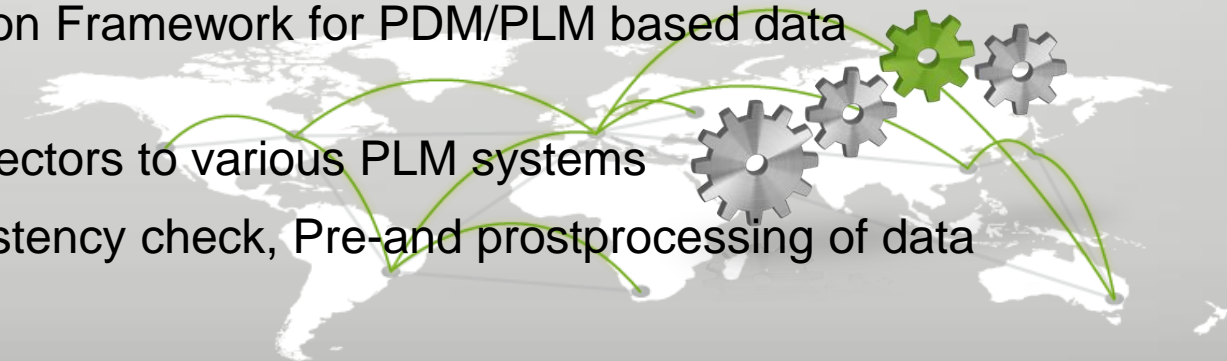 on Framework for PDM/PLM based data
ectors to various PLM systems
stency check, Pre-and prostprocessing of data